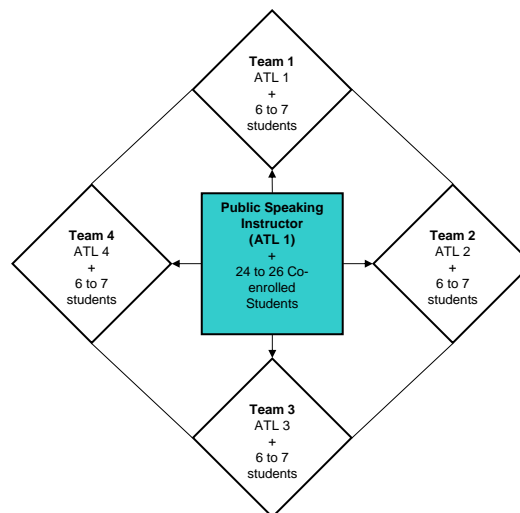 Team 1
ATL 1
+
6 to 7
students
Public Speaking
Instructor
(ATL 1)
+
24 to 26 Co-
enrolled
Students
Team 4
ATL 4
+
6 to 7
students
Team 2
ATL 2
+
6 to 7
students
Team 3
ATL 3
+
6 to 7
students